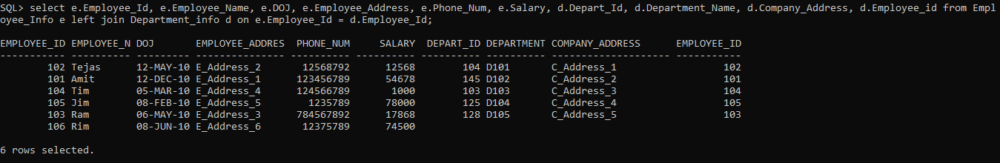 SQL> select e.Employee_Id, e.Employee_Name, e.DOJ, e.Employee_Address, e.Phone_Num, e.Salary, d.Depart_Id, d.Department_Name, d.Company_Address, d.Employee_id from Empl
oyee_Info e left join Department_info d on e.Employee_Id = d.Employee_Id;
EMPLOYEE_ID EMPLOYEE_N DOJ       EMPLOYEE_ADDRES  PHONE_NUM     SALARY  DEPART_ID DEPARTMENT COMPANY_ADDRESS      EMPLOYEE_ID
----------- ---------- --------- --------------- ---------- ---------- ---------- ---------- -------------------- -----------
        102 Tejas      12-MAY-10 E_Address_2       12568792      12568        104 D101       C_Address_1                  102
        101 Amit       12-DEC-10 E_Address_1      123456789      54678        145 D102       C_Address_2                  101
        104 Tim        05-MAR-10 E_Address_4      124566789       1000        103 D103       C_Address_3                  104
        105 Jim        08-FEB-10 E_Address_5        1235789      78000        125 D104       C_Address_4                  105
        103 Ram        06-MAY-10 E_Address_3      784567892      17868        128 D105       C_Address_5                  103
        106 Rim        08-JUN-10 E_Address_6       12375789      74500
6 rows selected.